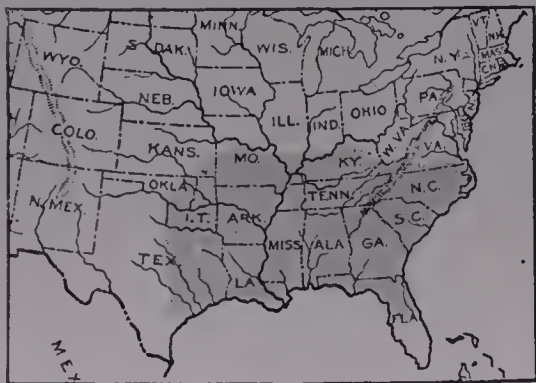 MINN.
VT.
N.H.
WYO.
S. DAK.
WIS.
MICH.
N. Y.
MASS.
CN.
NEB.
IOWA
PA.
N.J.
COLO.
ILL.
IND.
OHIO
W. VA.
VA.
KANS.
MO.
KY.
OKLA.
TENN.
N.C.
N. MEX.
I.T.
ARK.
S.C.
MISS.
ALA.
GA.
TEX.
LA.
FLA.
MEX